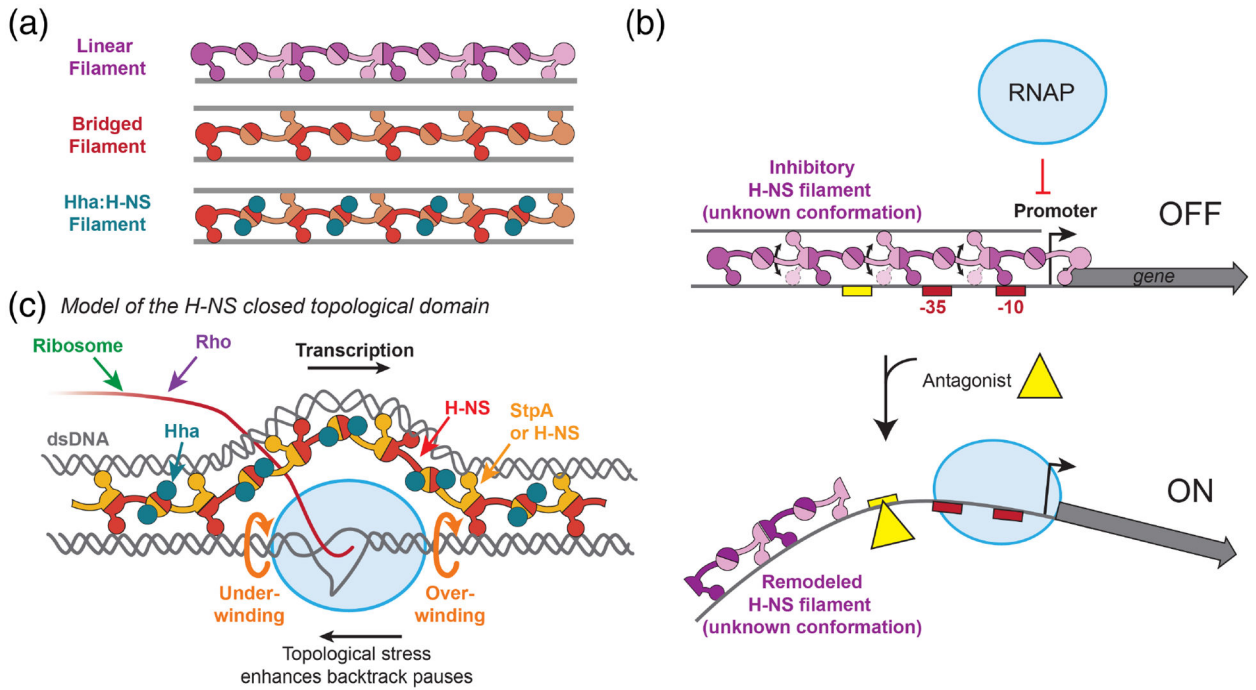 (a)
Linear
Filament
Bridged
Filament
Hha:H-NS
Filament
(b)
RNAP
Inhibitory
H-NS filament
(unknown conformation)
Promoter
OFF
gene
-35
-10
Antagonist
ON
Remodeled
H-NS filament
(unknown conformation)
(c) Model of the H-NS closed topological domain
Ribosome
Rho
Transcription
H-NS
StpA
or H-NS
dsDNA
Hha
Under-
winding
Over-
winding
Topological stress
enhances backtrack pauses